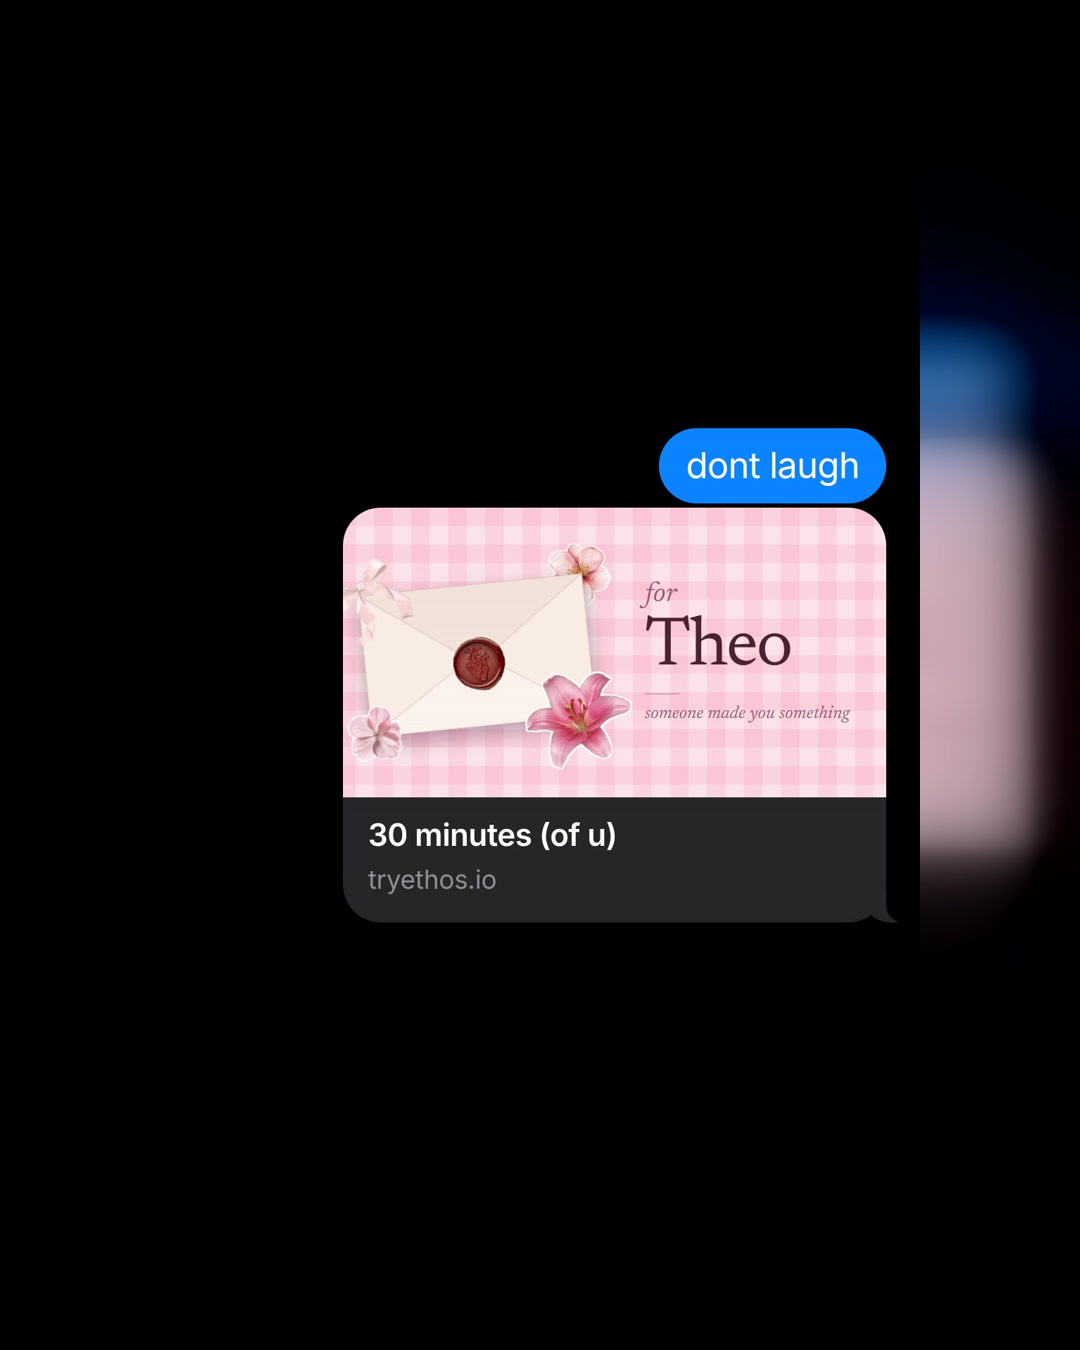 dont laugh
for
Theo
someone made you something
30 minutes (of u)
tryethos.io